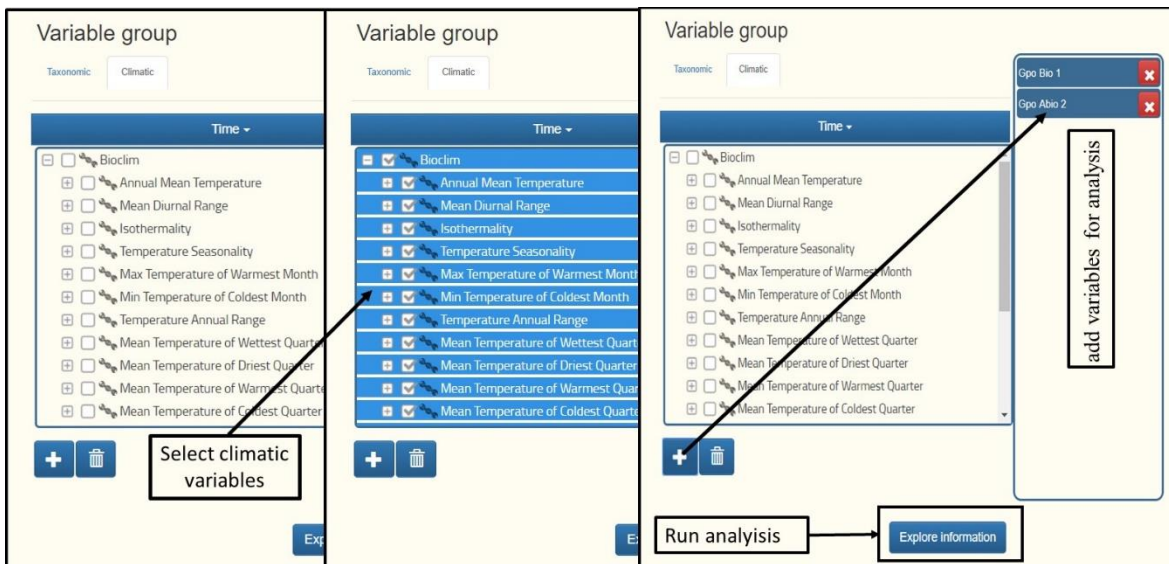 Variable group
Taxonomic Climatic
Time
Bioclim
Annual Mean Temperature
Mean Diurnal Range
Isothermality
Temperature Seasonality
Max Temperature of Warmest Month
Min Temperature of Coldest Month
Temperature Annual Range
Mean Temperature of Wettest Quarte
Mean Temperature of Driest Quarter
Mean Temperature of Warmest Quarte
Mean Temperature of Coldest Quarter
Select climatic
variables
Exp
Variable group
Taxonomic Climatic
Time
Bioclim
Annual Mean Temperature
Mean Diurnal Range
Isothermality
Temperature Seasonality
Max Temperature of Warmest Month
Min Temperature of Coldest Month
Temperature Annual Range
Mean Temperature of Wettest Quart
Mean Temperature of Driest Quarter
Mean Temperature of Warmest Quar
Mean Temperature of Coldest Quarte
E
Variable group
Taxonomic Climatic
Time
Bioclim
Annual Mean Temperature
Mean Diurnal Range
Isothermality
Temperature Seasonality
Max Temperature of Warmest Month
Min Temperature of Coldest Month
Temperature Annual Range
Mean Temperature of Wettest Quarter
Mean Temperature of Driest Quarter
Mean Temperature of Warmest Quarter
Mean Temperature of Coldest Quarter
Gpo Bio 1
Gpo Abio 2
add variables for analysis
Run analyisis
Explore information